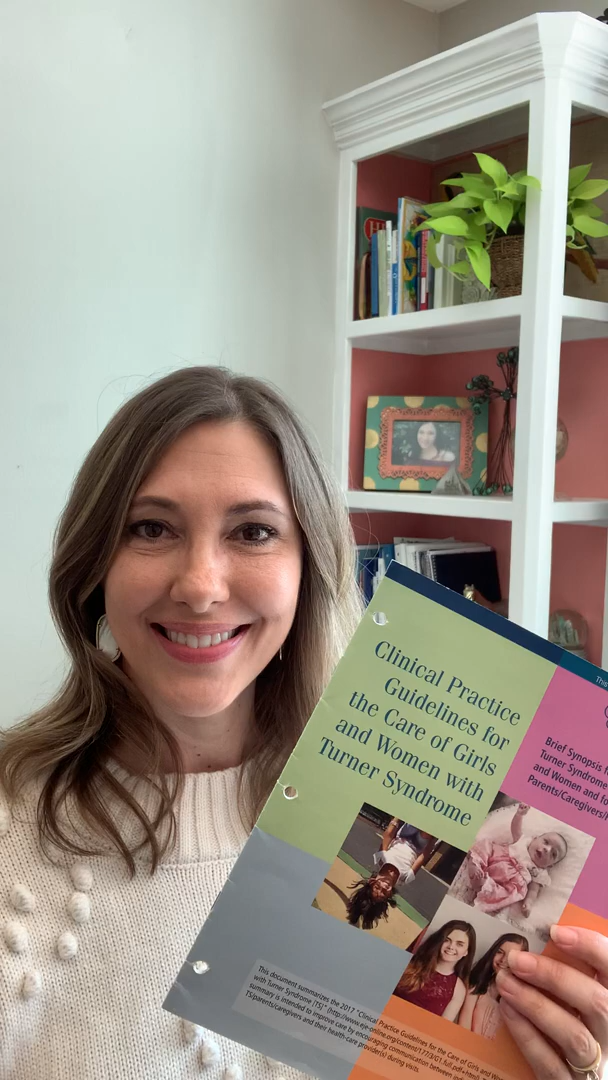 This
Clinical Practice
Guidelines for
the Care of Girls
and Women with
Turner Syndrome
Brief Synopsis
Turner Syndrome
and Women and
Parents/Caregivers/
This document summarizes the 2017 "Clinical Practice Guidelines for the Care of Girls and
with Turner Syndrome [TS]"
summary is intended to improve care by encouraging communication between
TS/parents/caregivers and their health-care provider(s) during visits.